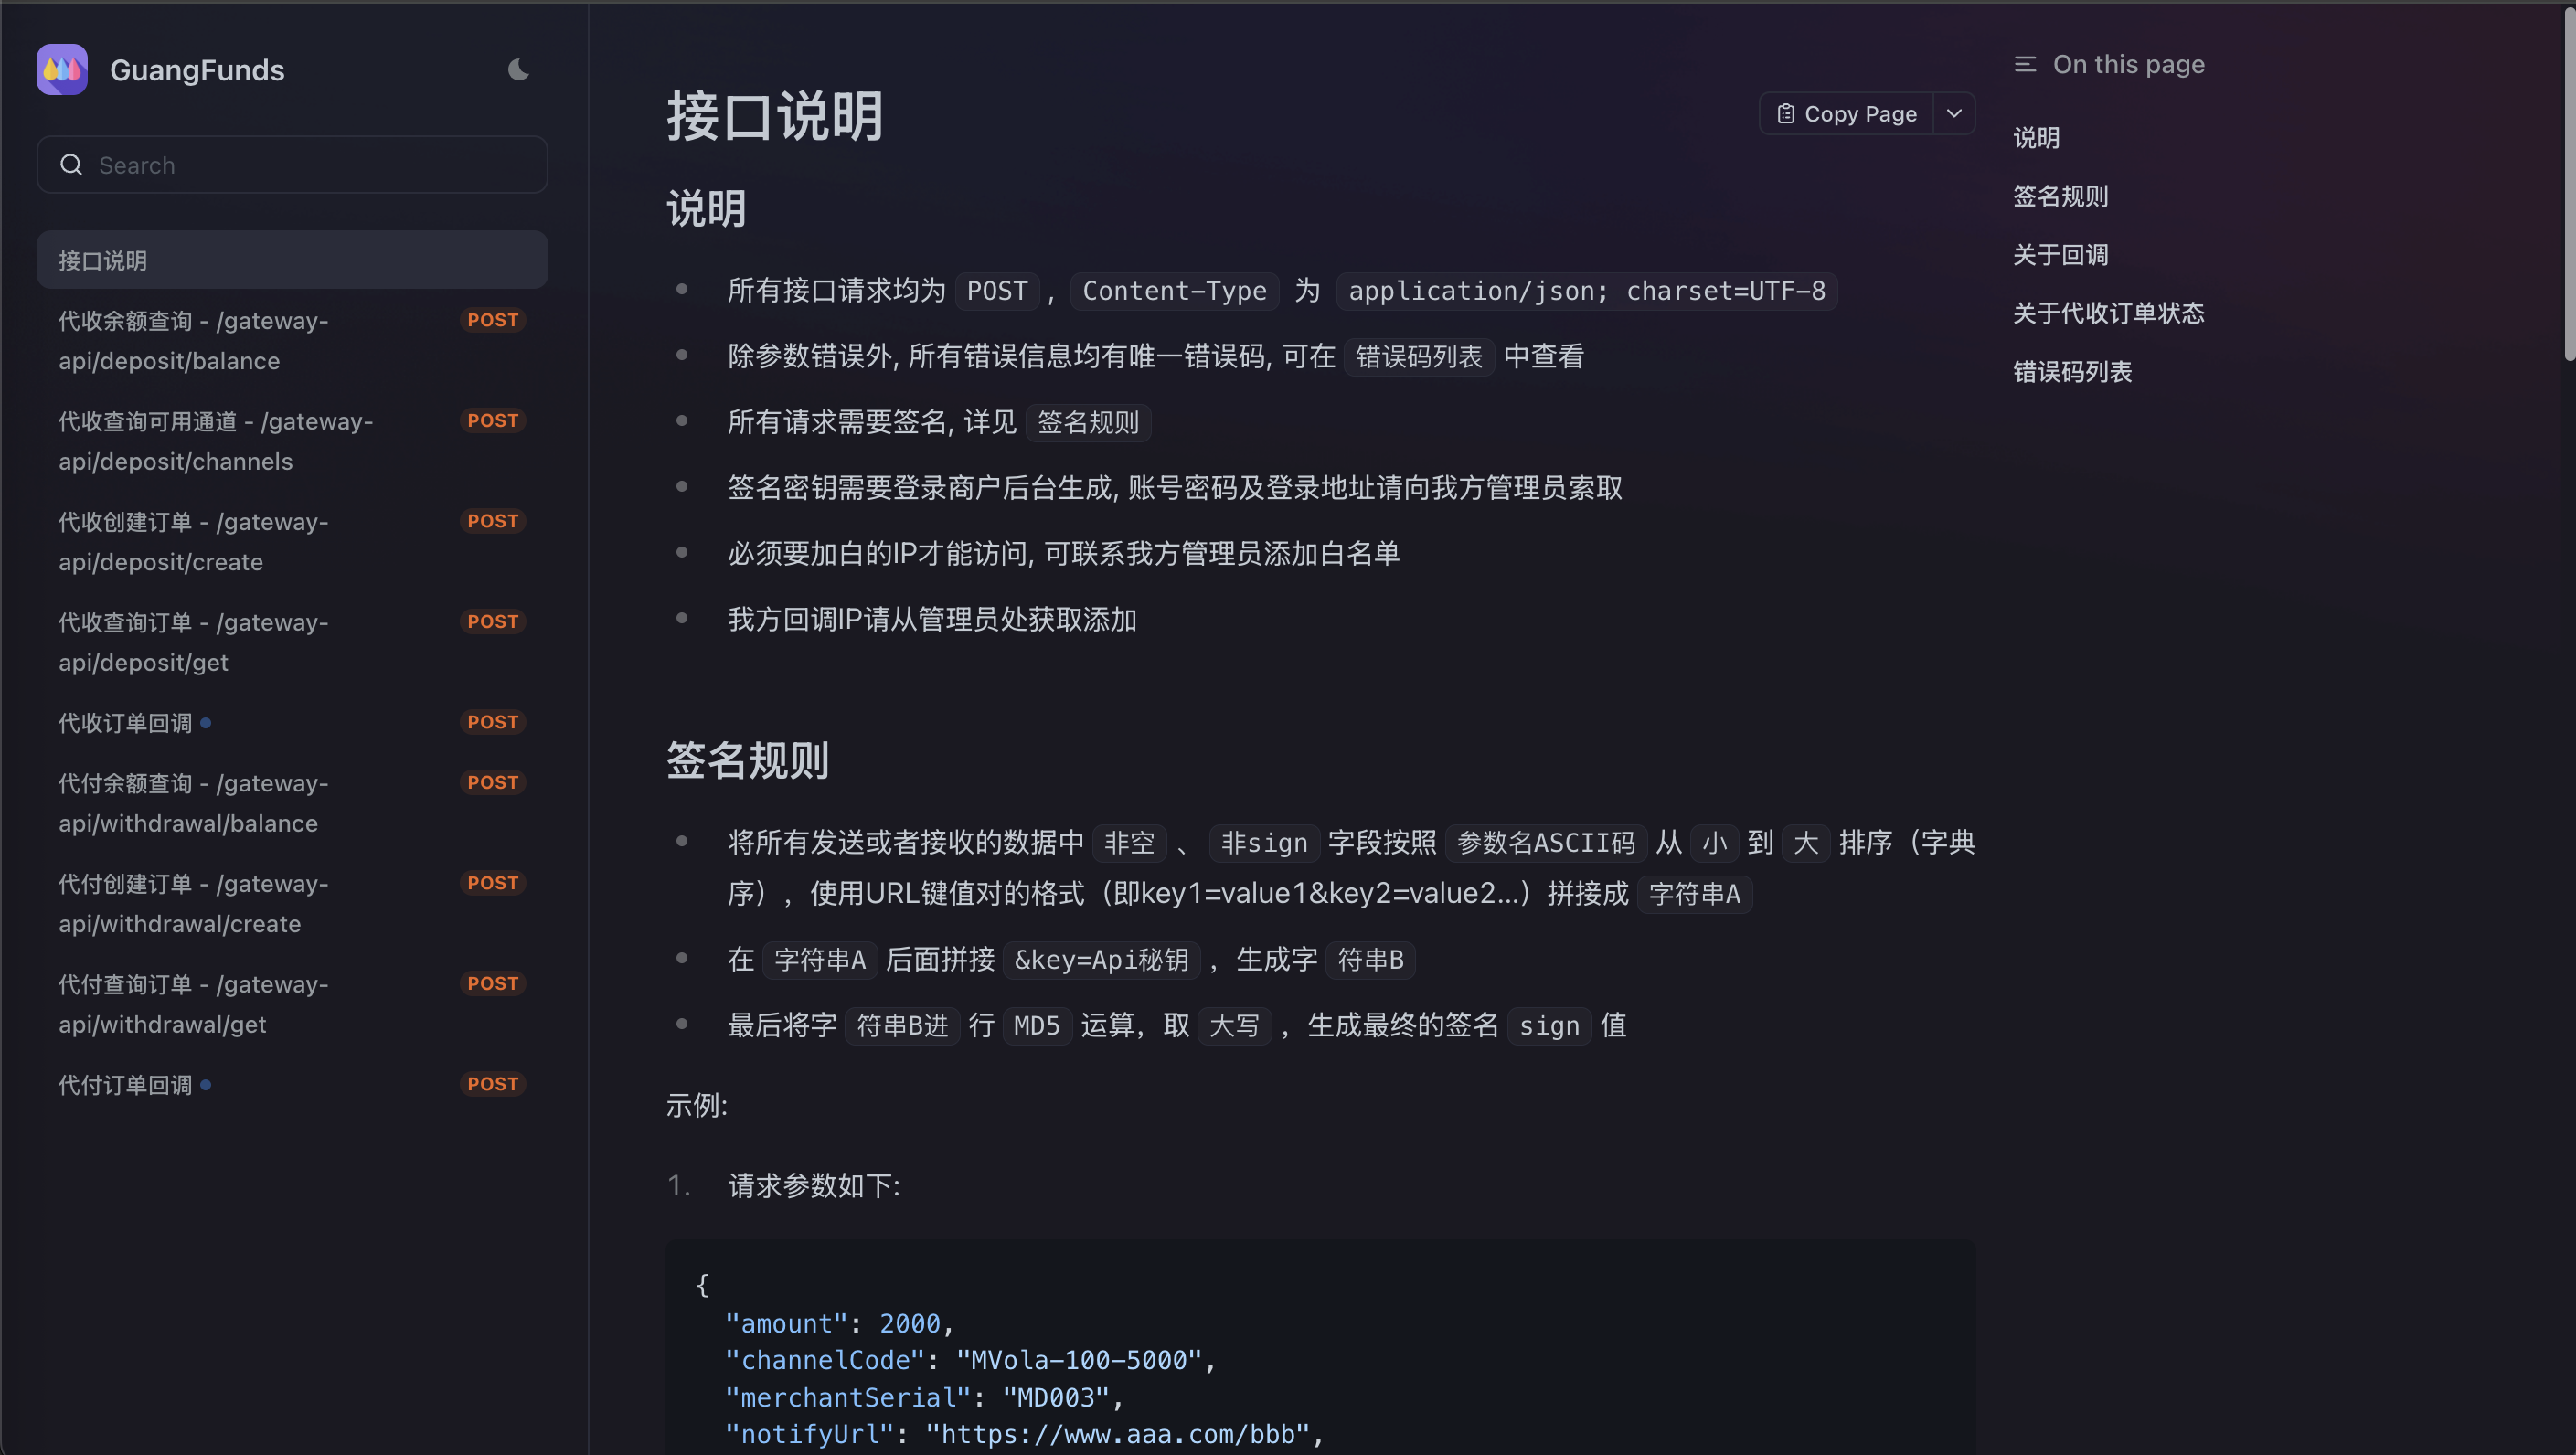 GuangFunds
Search
接口说明
代收余额查询 - /gateway-
api/deposit/balance
POST
代收查询可用通道 - /gateway-
api/deposit/channels
POST
代收创建订单 - /gateway-
api/deposit/create
POST
代收查询订单 - /gateway-
api/deposit/get
POST
代收订单回调
POST
代付余额查询 - /gateway-
api/withdrawal/balance
POST
代付创建订单 - /gateway-
api/withdrawal/create
POST
代付查询订单 - /gateway-
api/withdrawal/get
POST
代付订单回调
POST
接口说明
Copy Page
说明
所有接口请求均为 POST ，Content-Type 为 application/json; charset=UTF-8
除参数错误外, 所有错误信息均有唯一错误码, 可在 错误码列表 中查看
所有请求需要签名, 详见 签名规则
签名密钥需要登录商户后台生成, 账号密码及登录地址请向我方管理员索取
必须要加白的IP才能访问, 可联系我方管理员添加白名单
我方回调IP请从管理员处获取添加
签名规则
将所有发送或者接收的数据中 非空 、 非sign 字段按照 参数名ASCII码 从 小 到 大 排序（字典
序），使用URL键值对的格式（即key1=value1&key2=value2…）拼接成 字符串A
在 字符串A 后面拼接 &key=Api秘钥 ，生成字 符串B
最后将字 符串B进 行 MD5 运算，取 大写 ，生成最终的签名 sign 值
示例:
1. 请求参数如下:
{
"amount": 2000,
"channelCode": "MVola-100-5000",
"merchantSerial": "MD003",
"notifyUrl": "https://www.aaa.com/bbb",
On this page
说明
签名规则
关于回调
关于代收订单状态
错误码列表